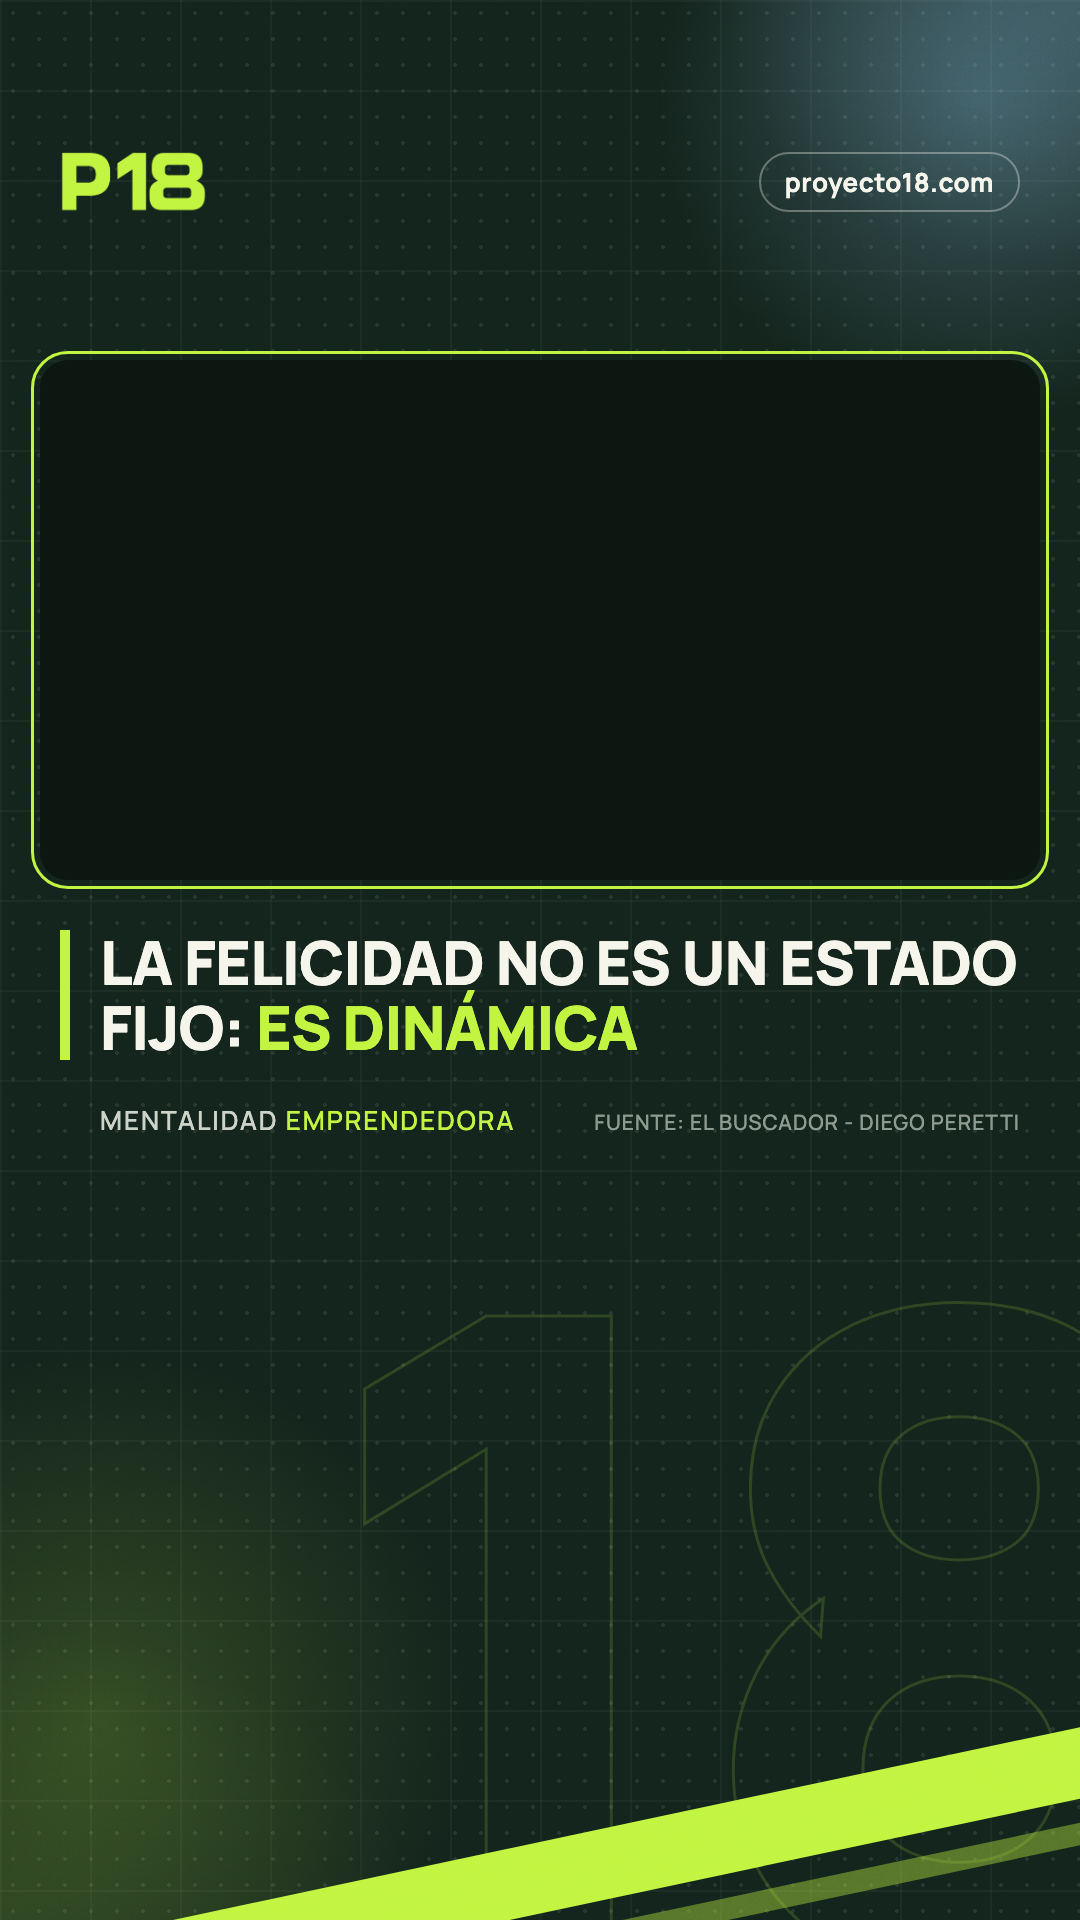 P18
proyecto18.com
LA FELICIDAD NO ES UN ESTADO
FIJO: ES DINÁMICA
MENTALIDAD EMPRENDEDORA
FUENTE: EL BUSCADOR - DIEGO PERETTI
18